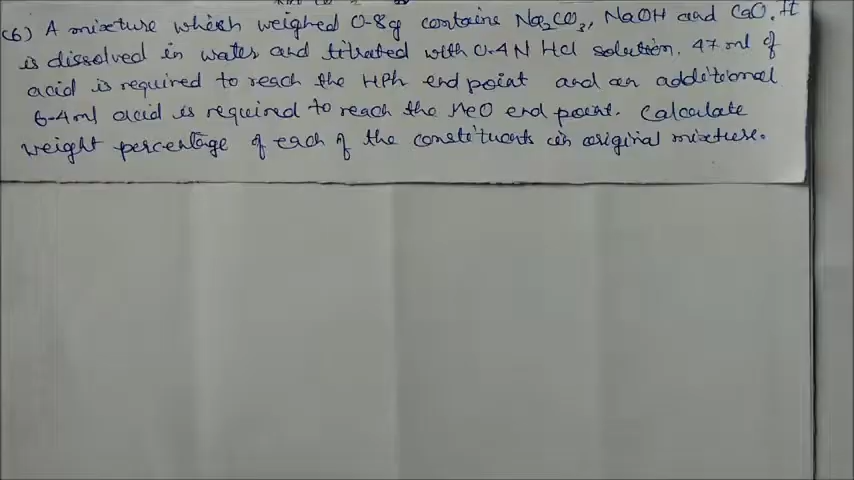 (6) A mixture which weighed 0.8g contains Na₂CO₃, NaOH and CaO. It
is dissolved in water and titrated with 0.4N HCl solution. 47 ml of
acid is required to reach the HPh end point and an additional
6.4ml acid is required to reach the MeO end point. Calculate
weight percentage of each of the constituents in original mixture.